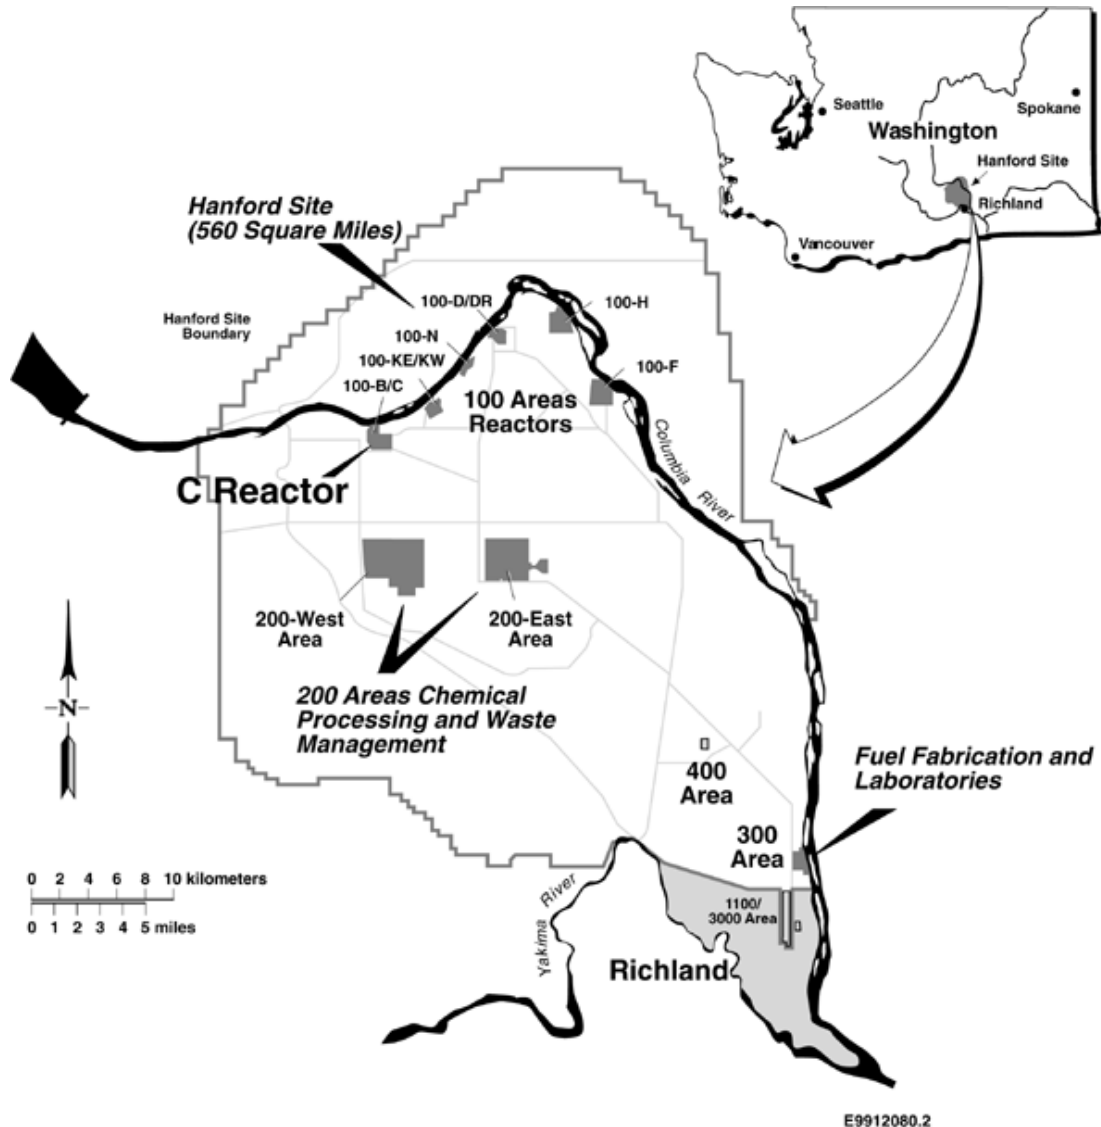 Seattle
Spokane
Washington
Hanford Site
Richland
Vancouver
Hanford Site
(560 Square Miles)
Hanford Site
Boundary
100-D/DR
100-H
100-N
100-KE/KW
100-F
100-B/C
100 Areas
Reactors
C Reactor
Columbia River
200-West
Area
200-East
Area
200 Areas Chemical
Processing and Waste
Management
N
400
Area
Fuel Fabrication and
Laboratories
300
Area
0 2 4 6 8 10 kilometers
0 1 2 3 4 5 miles
Yakima River
1100/
3000 Area
Richland
E9912080.2